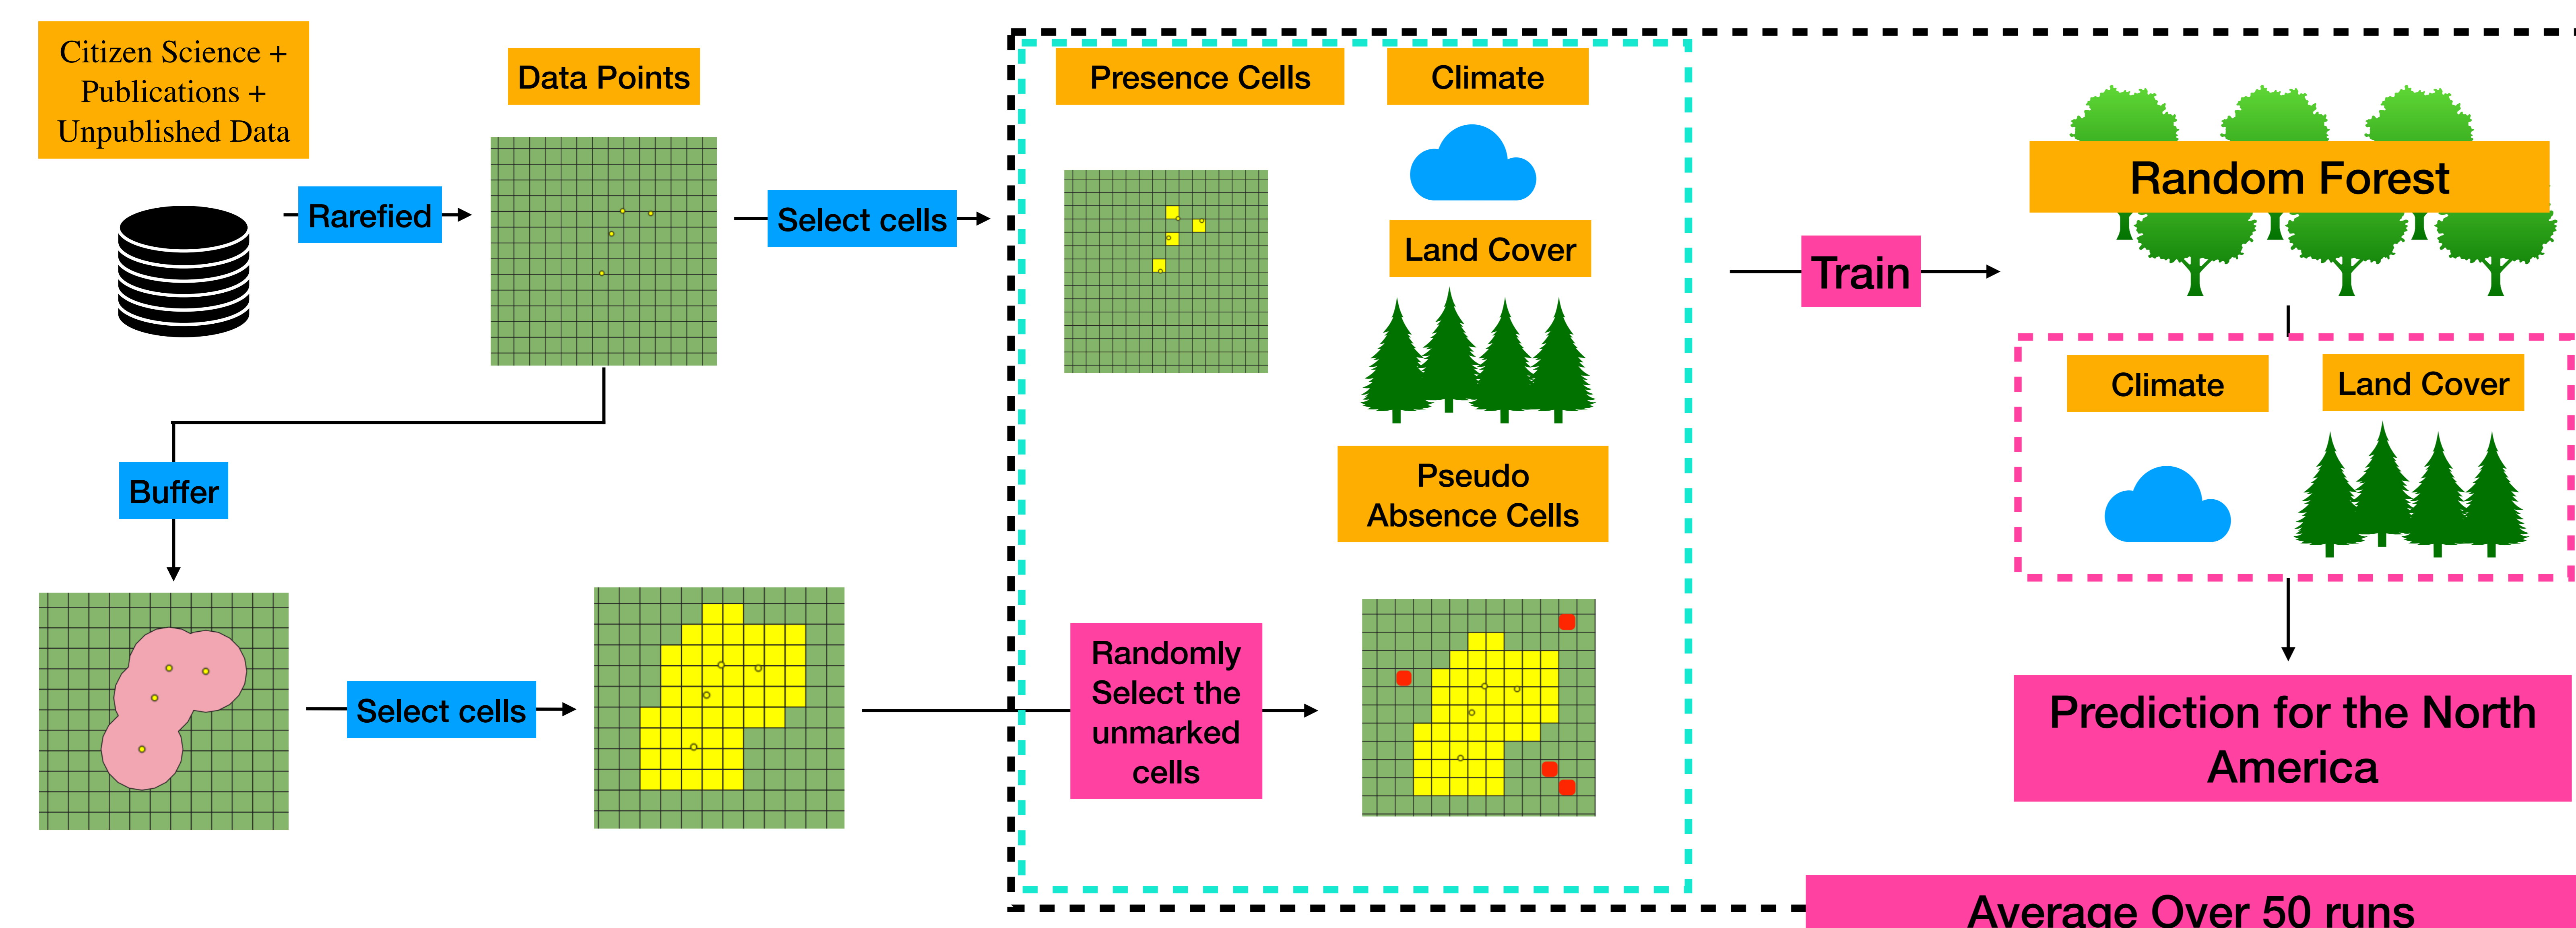 Citizen Science +
Publications +
Unpublished Data
Rarefied
Data Points
Select cells
Buffer
Select cells
Presence Cells
Climate
Land Cover
Pseudo
Absence Cells
Randomly
Select the
unmarked
cells
Train
Random Forest
Climate
Land Cover
Prediction for the North
America
Average Over 50 runs